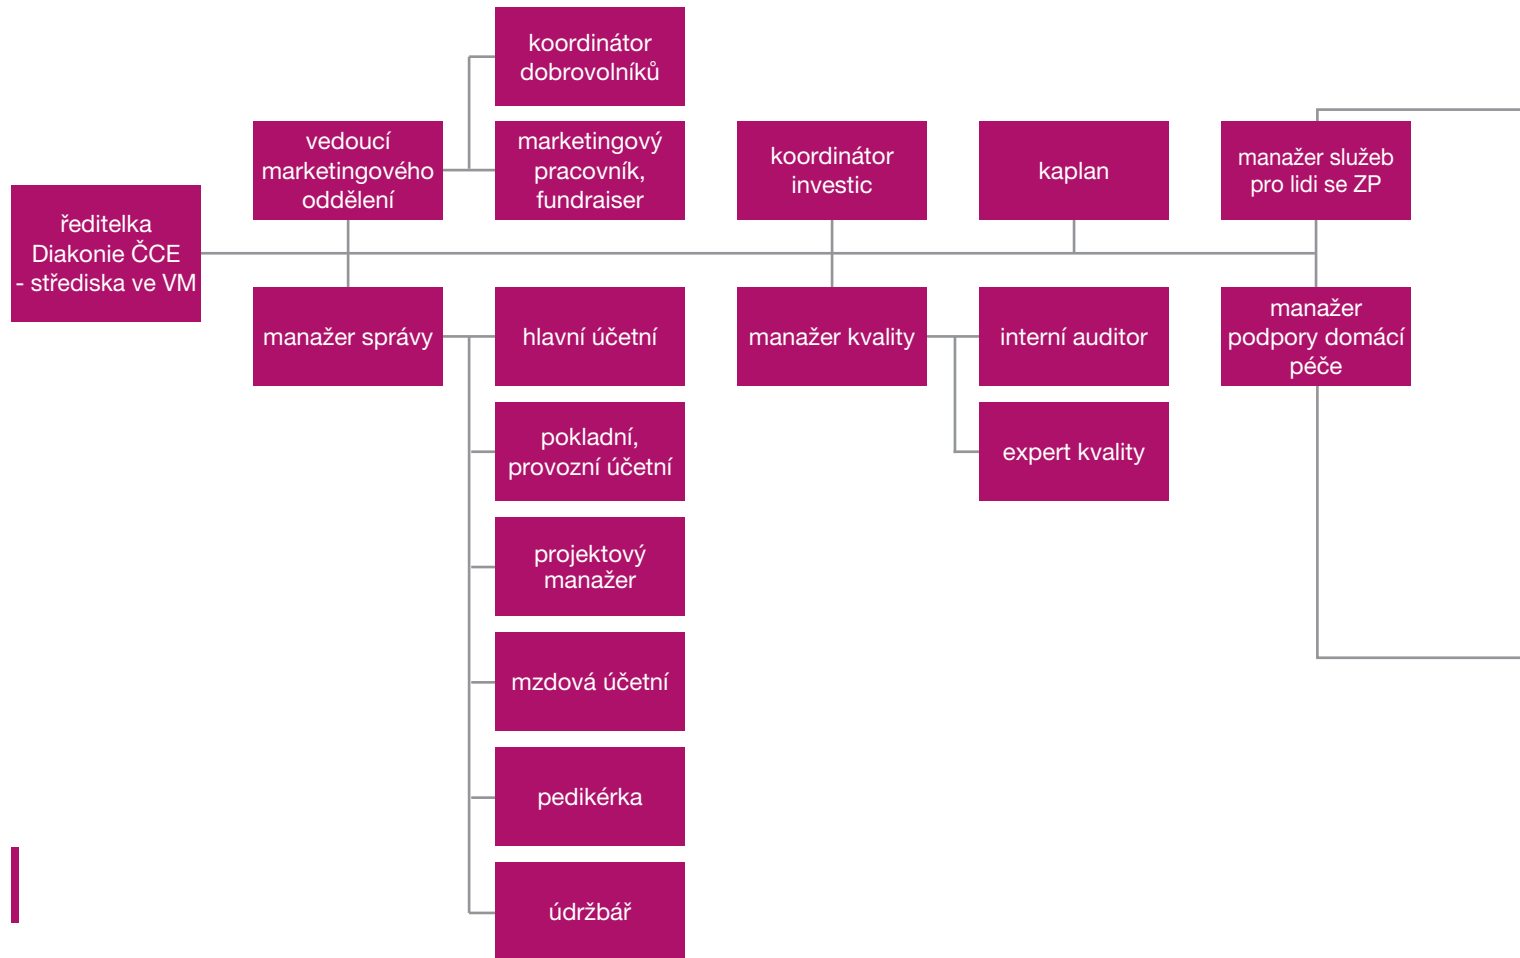 koordinátor
dobrovolníků
vedoucí
marketingového
oddělení
marketingový
pracovník,
fundraiser
koordinátor
investic
kaplan
manažer služeb
pro lidi se ZP
ředitelka
Diakonie ČCE
- střediska ve VM
manažer správy
hlavní účetní
manažer kvality
interní auditor
manažer
podpory domácí
péče
pokladní,
provozní účetní
expert kvality
projektový
manažer
mzdová účetní
pedikérka
údržbář